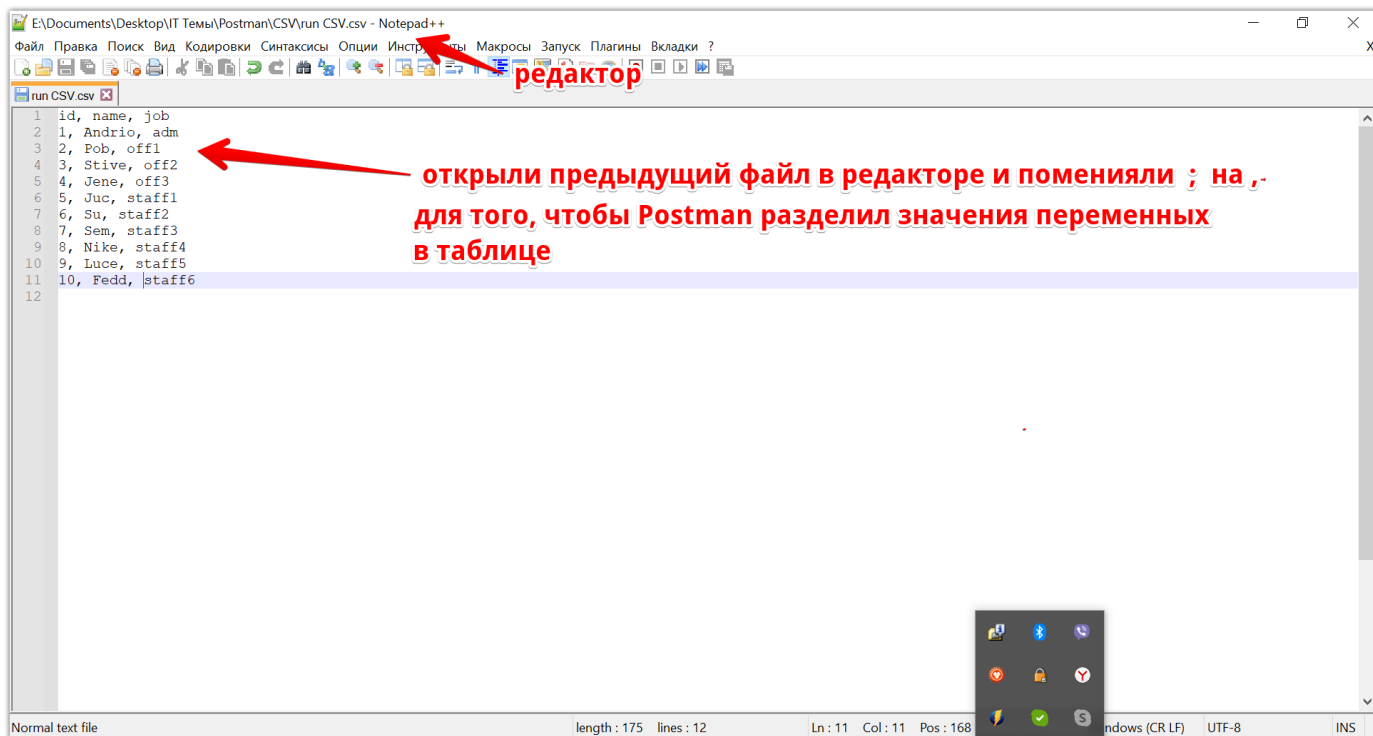 E:\Documents\Desktop\IT Темы\Postman\CSV\run CSV.csv - Notepad++
Файл Правка Поиск Вид Кодировки Синтаксисы Опции Инструменты Макросы Запуск Плагины Вкладки ?
X
редактор
run CSV.csv
1 id, name, job
2 1, Andrio, adm
3 2, Pob, off1
4 3, Stive, off2
5 4, Jene, off3
6 5, Juc, staff1
7 6, Su, staff2
8 7, Sem, staff3
9 8, Nike, staff4
10 9, Luce, staff5
11 10, Fedd, staff6
12
открыли предыдущий файл в редакторе и поменияли ; на ,
для того, чтобы Postman разделил значения переменных
в таблице
Normal text file length : 175 lines : 12 Ln : 11 Col : 11 Pos : 168 ndows (CR LF) UTF-8 INS